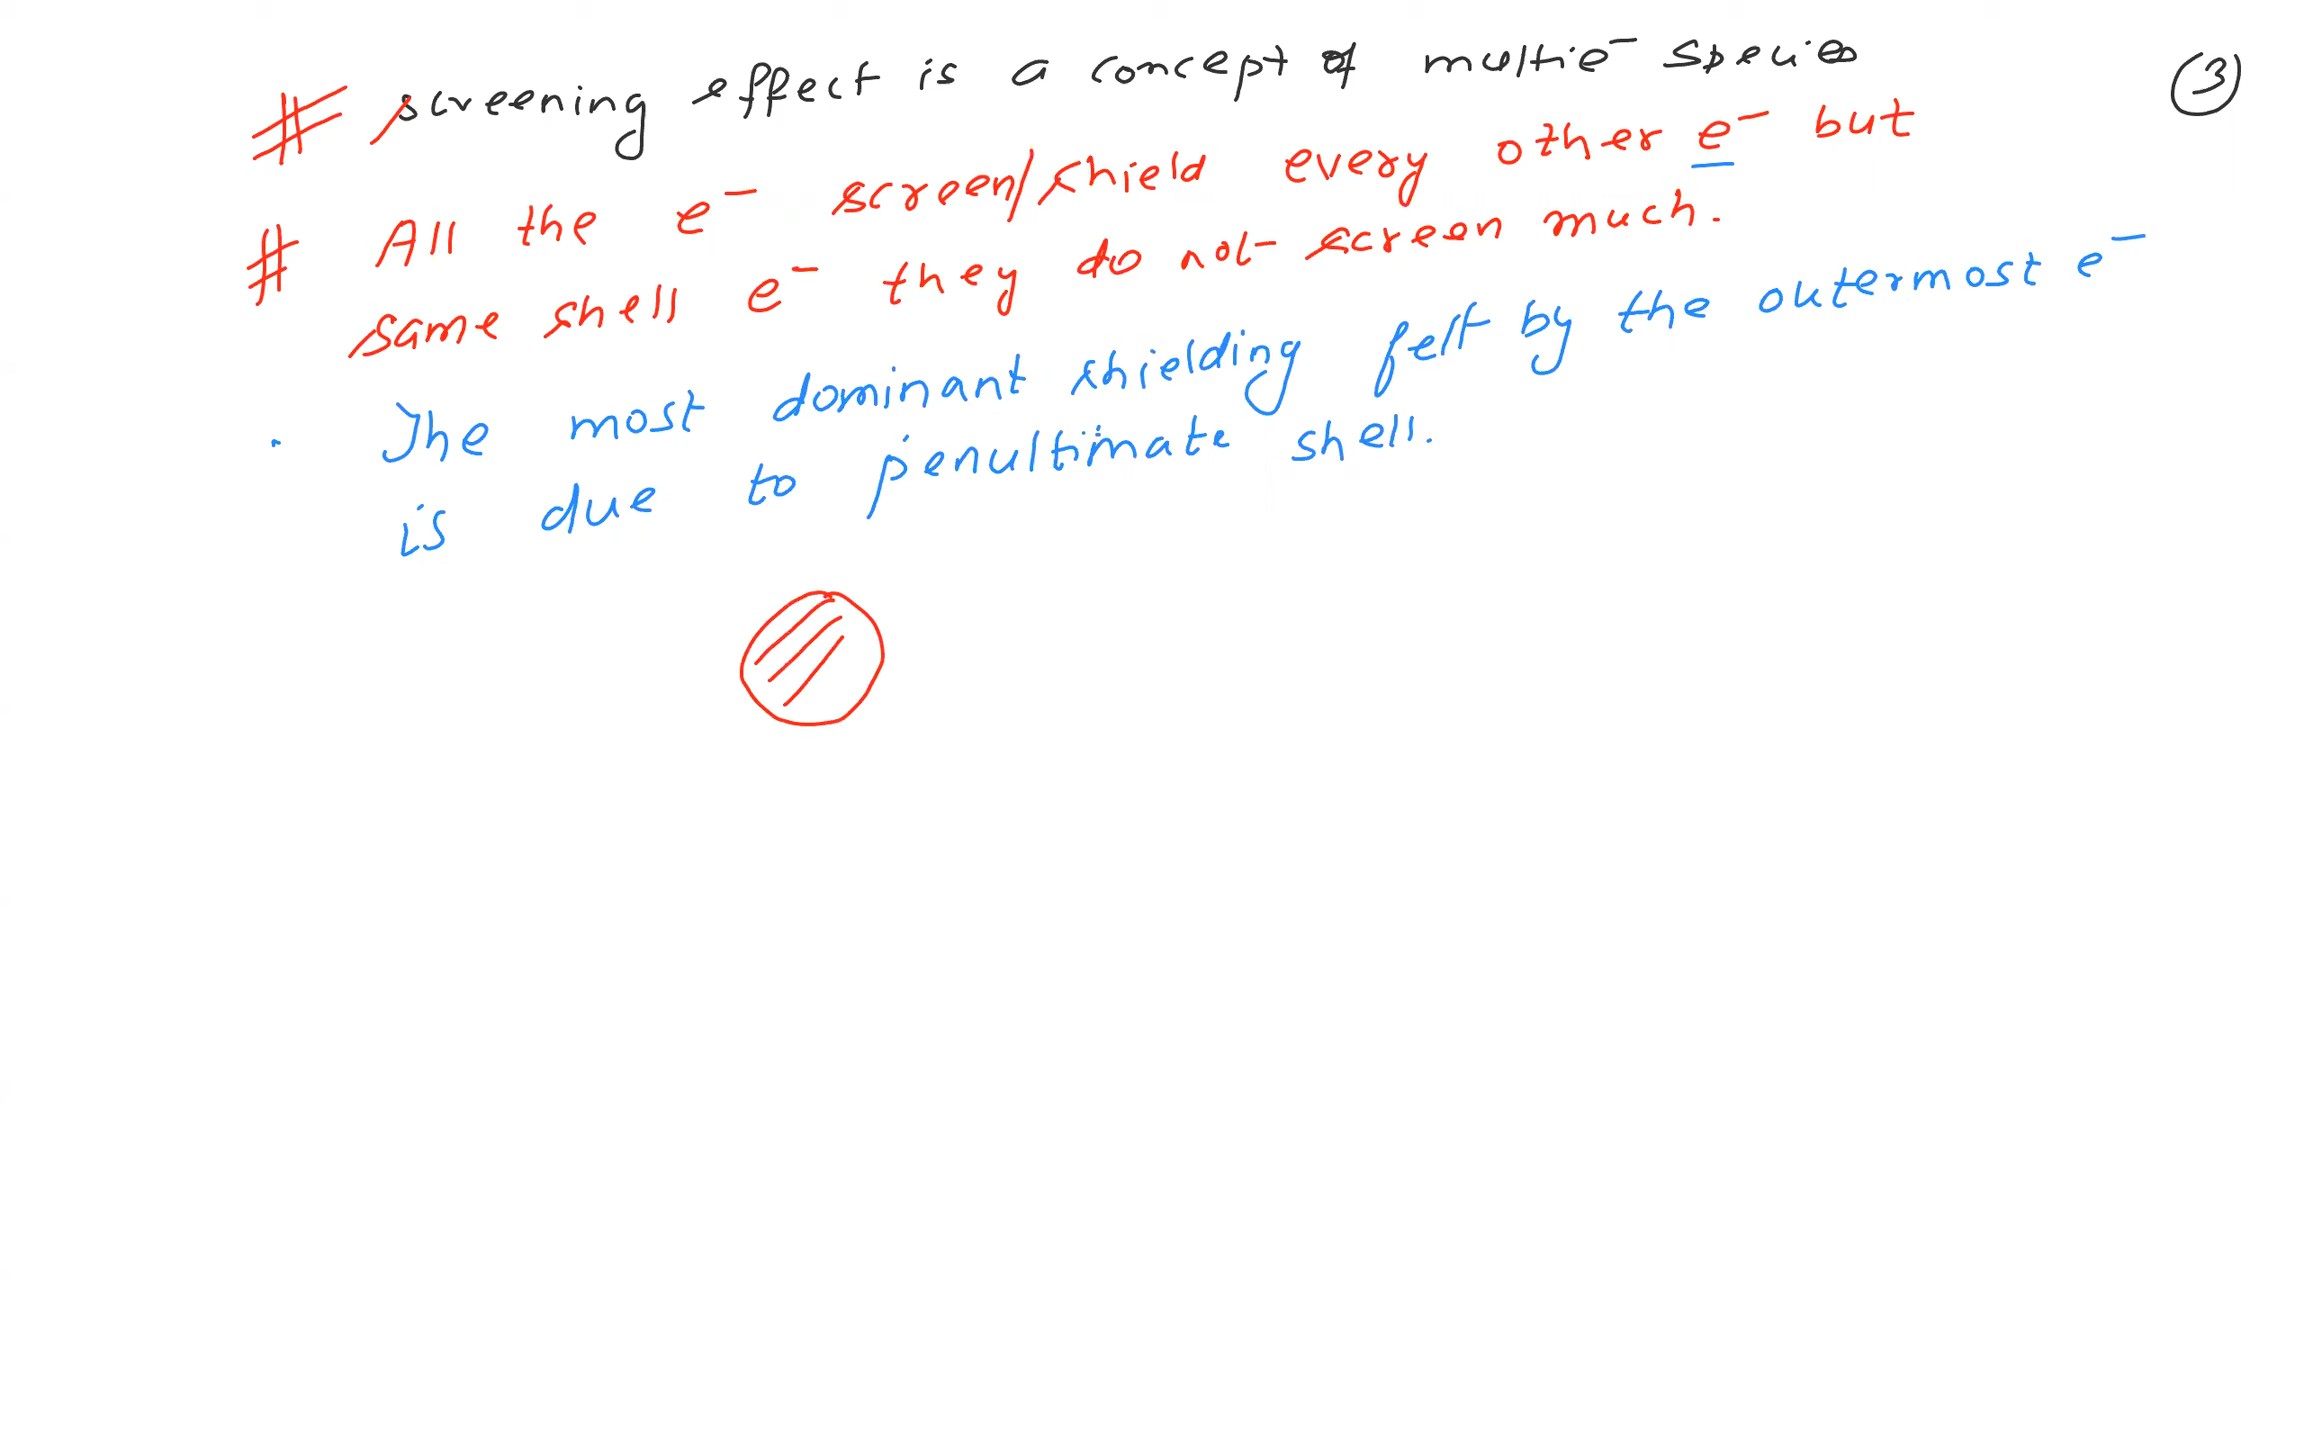 # screening effect is a concept of multie⁻ species
(3)
# All the e⁻ screen/shield every other e⁻ but
same shell e⁻ they do not screen much.
. The most dominant shielding felt by the outermost e⁻
is due to penultimate shell.